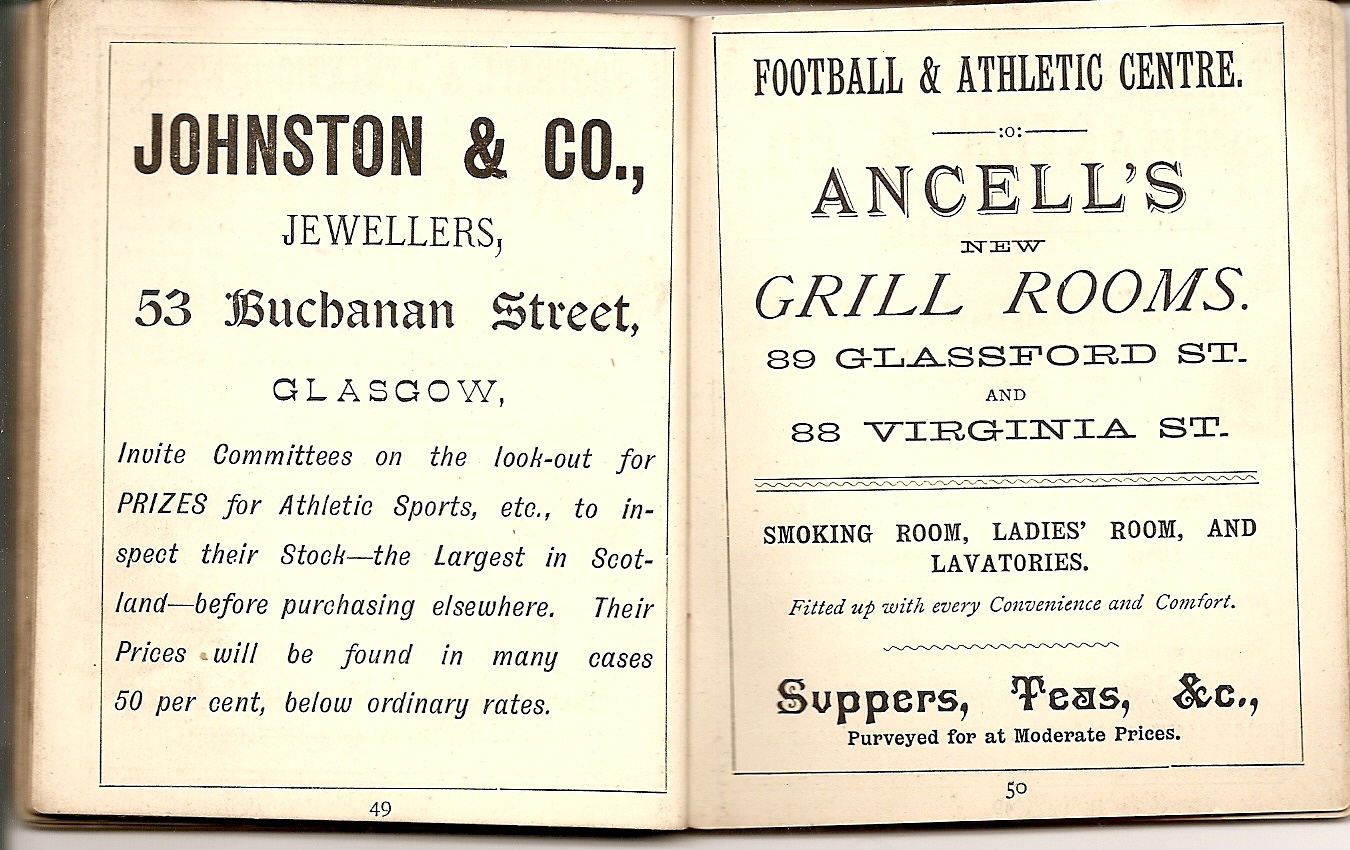 JOHNSTON & CO.,
JEWELLERS,
53 Buchanan Street,
GLASGOW,
Invite Committees on the look-out for
PRIZES for Athletic Sports, etc., to in-
spect their Stock—the Largest in Scot-
land—before purchasing elsewhere. Their
Prices will be found in many cases
50 per cent, below ordinary rates.
49
FOOTBALL & ATHLETIC CENTRE.
:o:
ANCELL'S
NEW
GRILL ROOMS.
89 GLASSFORD ST.
AND
88 VIRGINIA ST.
SMOKING ROOM, LADIES' ROOM, AND
LAVATORIES.
Fitted up with every Convenience and Comfort.
Suppers, Teas, &c.,
Purveyed for at Moderate Prices.
50